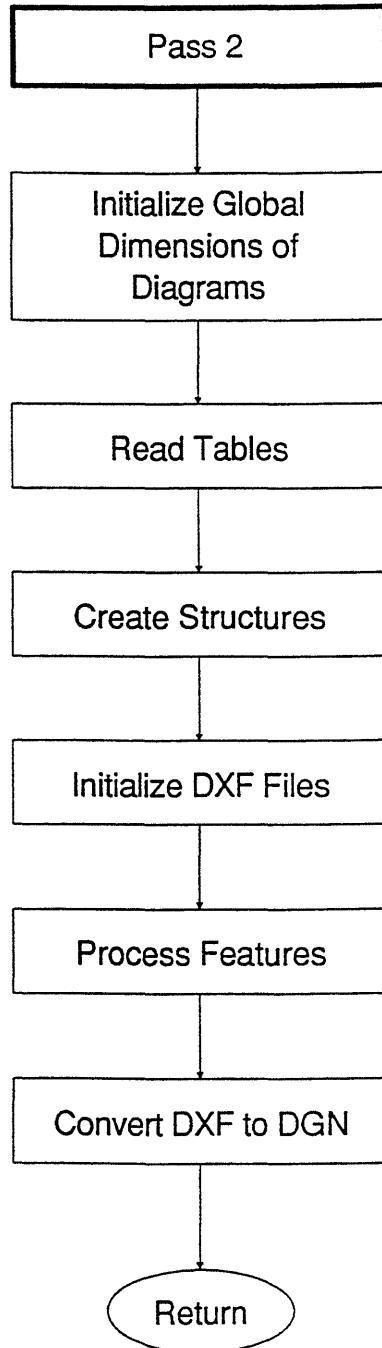 Pass 2
Initialize Global
Dimensions of
Diagrams
Read Tables
Create Structures
Initialize DXF Files
Process Features
Convert DXF to DGN
Return